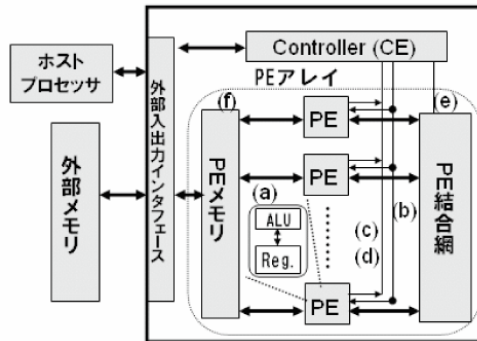 Controller (CE)
ホスト
プロセッサ
PEアレイ
(f)
(e)
外部入出力インタフェース
PE
PE
PEメモリ
PE結合網
外部メモリ
(a)
ALU
Reg.
(b)
(c)
(d)
PE